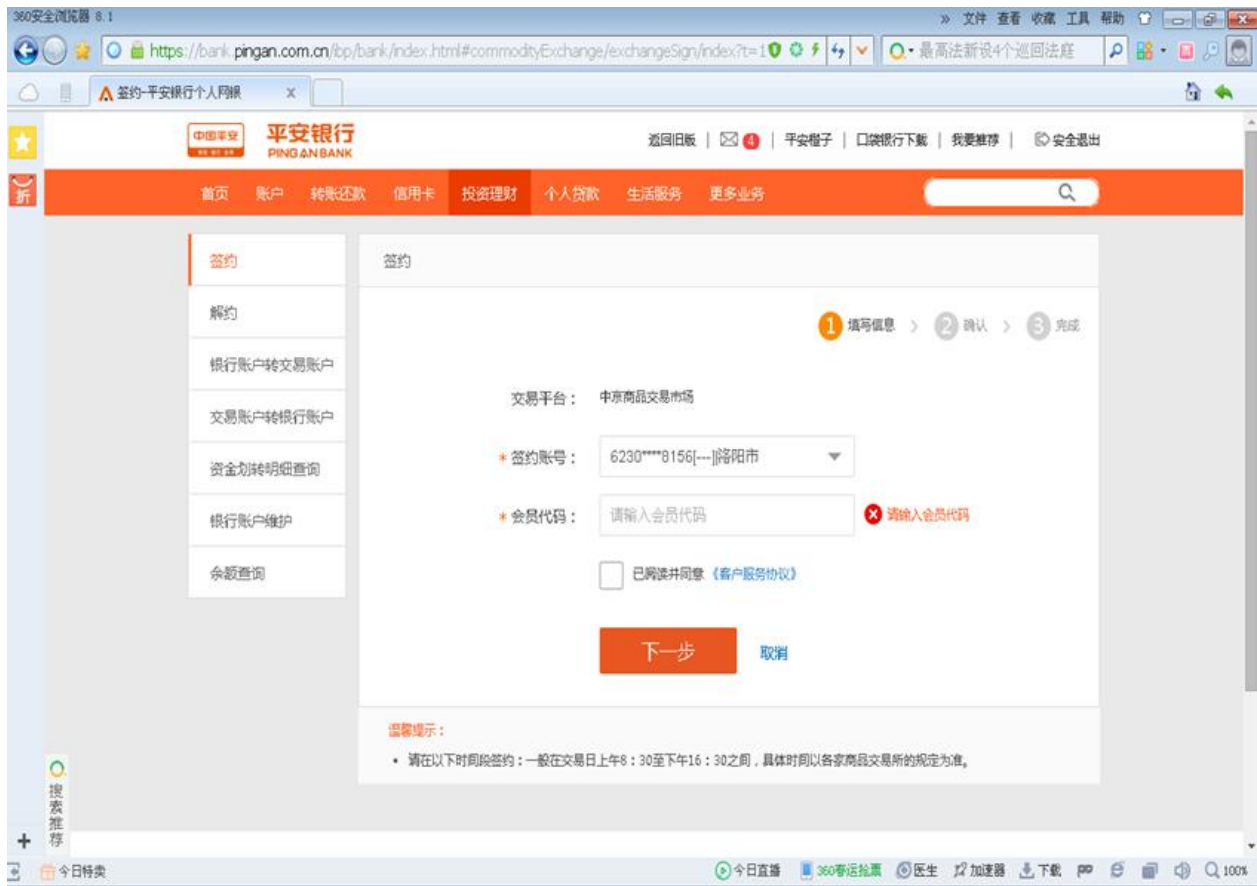 360安全浏览器 8.1
» 文件 查看 收藏 工具 帮助
https://bank.pingan.com.cn/bp/bank/index.html#commodityExchange/exchangeSign/index?t=1
最高法新设4个巡回法庭
签约-平安银行个人网银 x
中国平安 平安银行
PING AN BANK
返回旧版 | 4 | 平安橙子 | 口袋银行下载 | 我要推荐 | 安全退出
折
首页 账户 转账还款 信用卡 投资理财 个人贷款 生活服务 更多业务
签约
解约
银行账户转交易账户
交易账户转银行账户
资金划转明细查询
银行账户维护
余额查询
签约
1 填写信息 > 2 确认 > 3 完成
交易平台: 中京商品交易市场
* 签约账号: 6230****8156[---]|洛阳市
* 会员代码: 请输入会员代码 请输入会员代码
已阅读并同意《客户服务协议》
下一步 取消
温馨提示:
• 请在以下时间段签约:一般在交易日上午8:30至下午16:30之间,具体时间以各家商品交易所的规定为准。
搜索推荐
+
今日特卖
今日直播 360春运抢票 医生 加速器 下载 100%